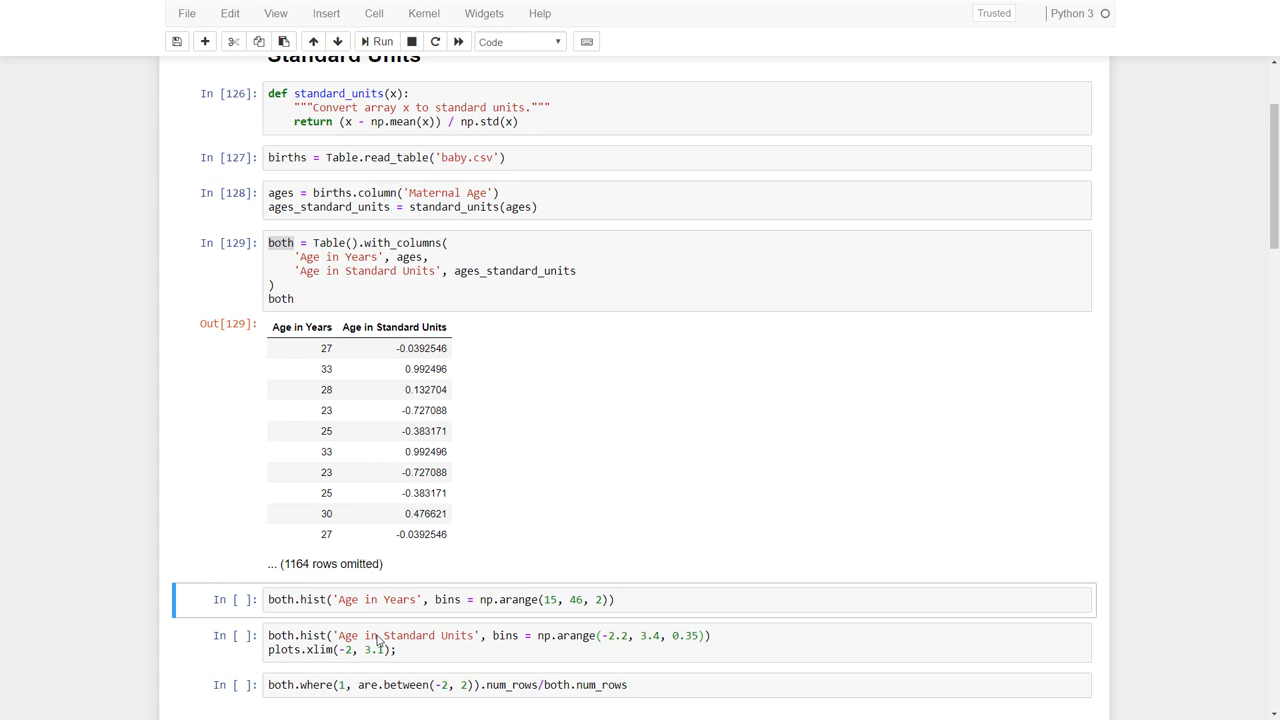 File Edit View Insert Cell Kernel Widgets Help Trusted Python 3
Run Code
Standard Units
In [126]: def standard_units(x):
"""Convert array x to standard units."""
return (x - np.mean(x)) / np.std(x)
In [127]: births = Table.read_table('baby.csv')
In [128]: ages = births.column('Maternal Age')
ages_standard_units = standard_units(ages)
In [129]: both = Table().with_columns(
'Age in Years', ages,
'Age in Standard Units', ages_standard_units
)
both
Out[129]: Age in Years Age in Standard Units
27 -0.0392546
33 0.992496
28 0.132704
23 -0.727088
25 -0.383171
33 0.992496
23 -0.727088
25 -0.383171
30 0.476621
27 -0.0392546
... (1164 rows omitted)
In [ ]: both.hist('Age in Years', bins = np.arange(15, 46, 2))
In [ ]: both.hist('Age in Standard Units', bins = np.arange(-2.2, 3.4, 0.35))
plots.xlim(-2, 3.1);
In [ ]: both.where(1, are.between(-2, 2)).num_rows/both.num_rows